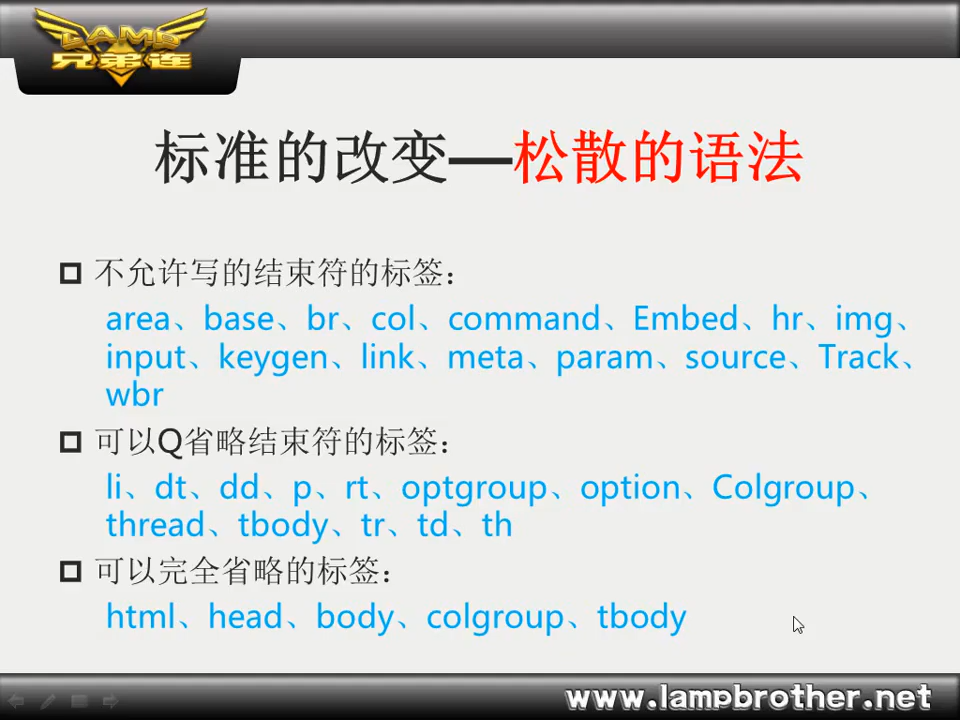 LAMP
兄弟连
标准的改变—松散的语法
不允许写的结束符的标签：
area、base、br、col、command、Embed、hr、img、
input、keygen、link、meta、param、source、Track、
wbr
可以Q省略结束符的标签：
li、dt、dd、p、rt、optgroup、option、Colgroup、
thread、tbody、tr、td、th
可以完全省略的标签：
html、head、body、colgroup、tbody
www.lampbrother.net